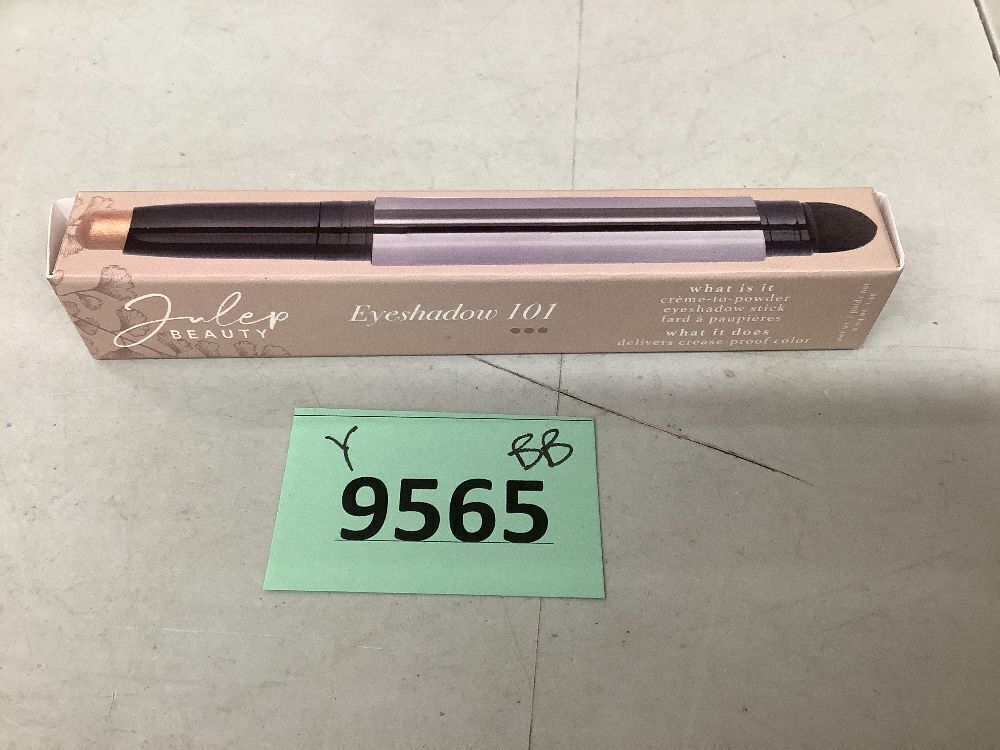 Julep
BEAUTY
Eyeshadow 101
what is it
crème-to-powder
eyeshadow stick
fard à paupières
what it does
delivers crease-proof color
Y BB
9565